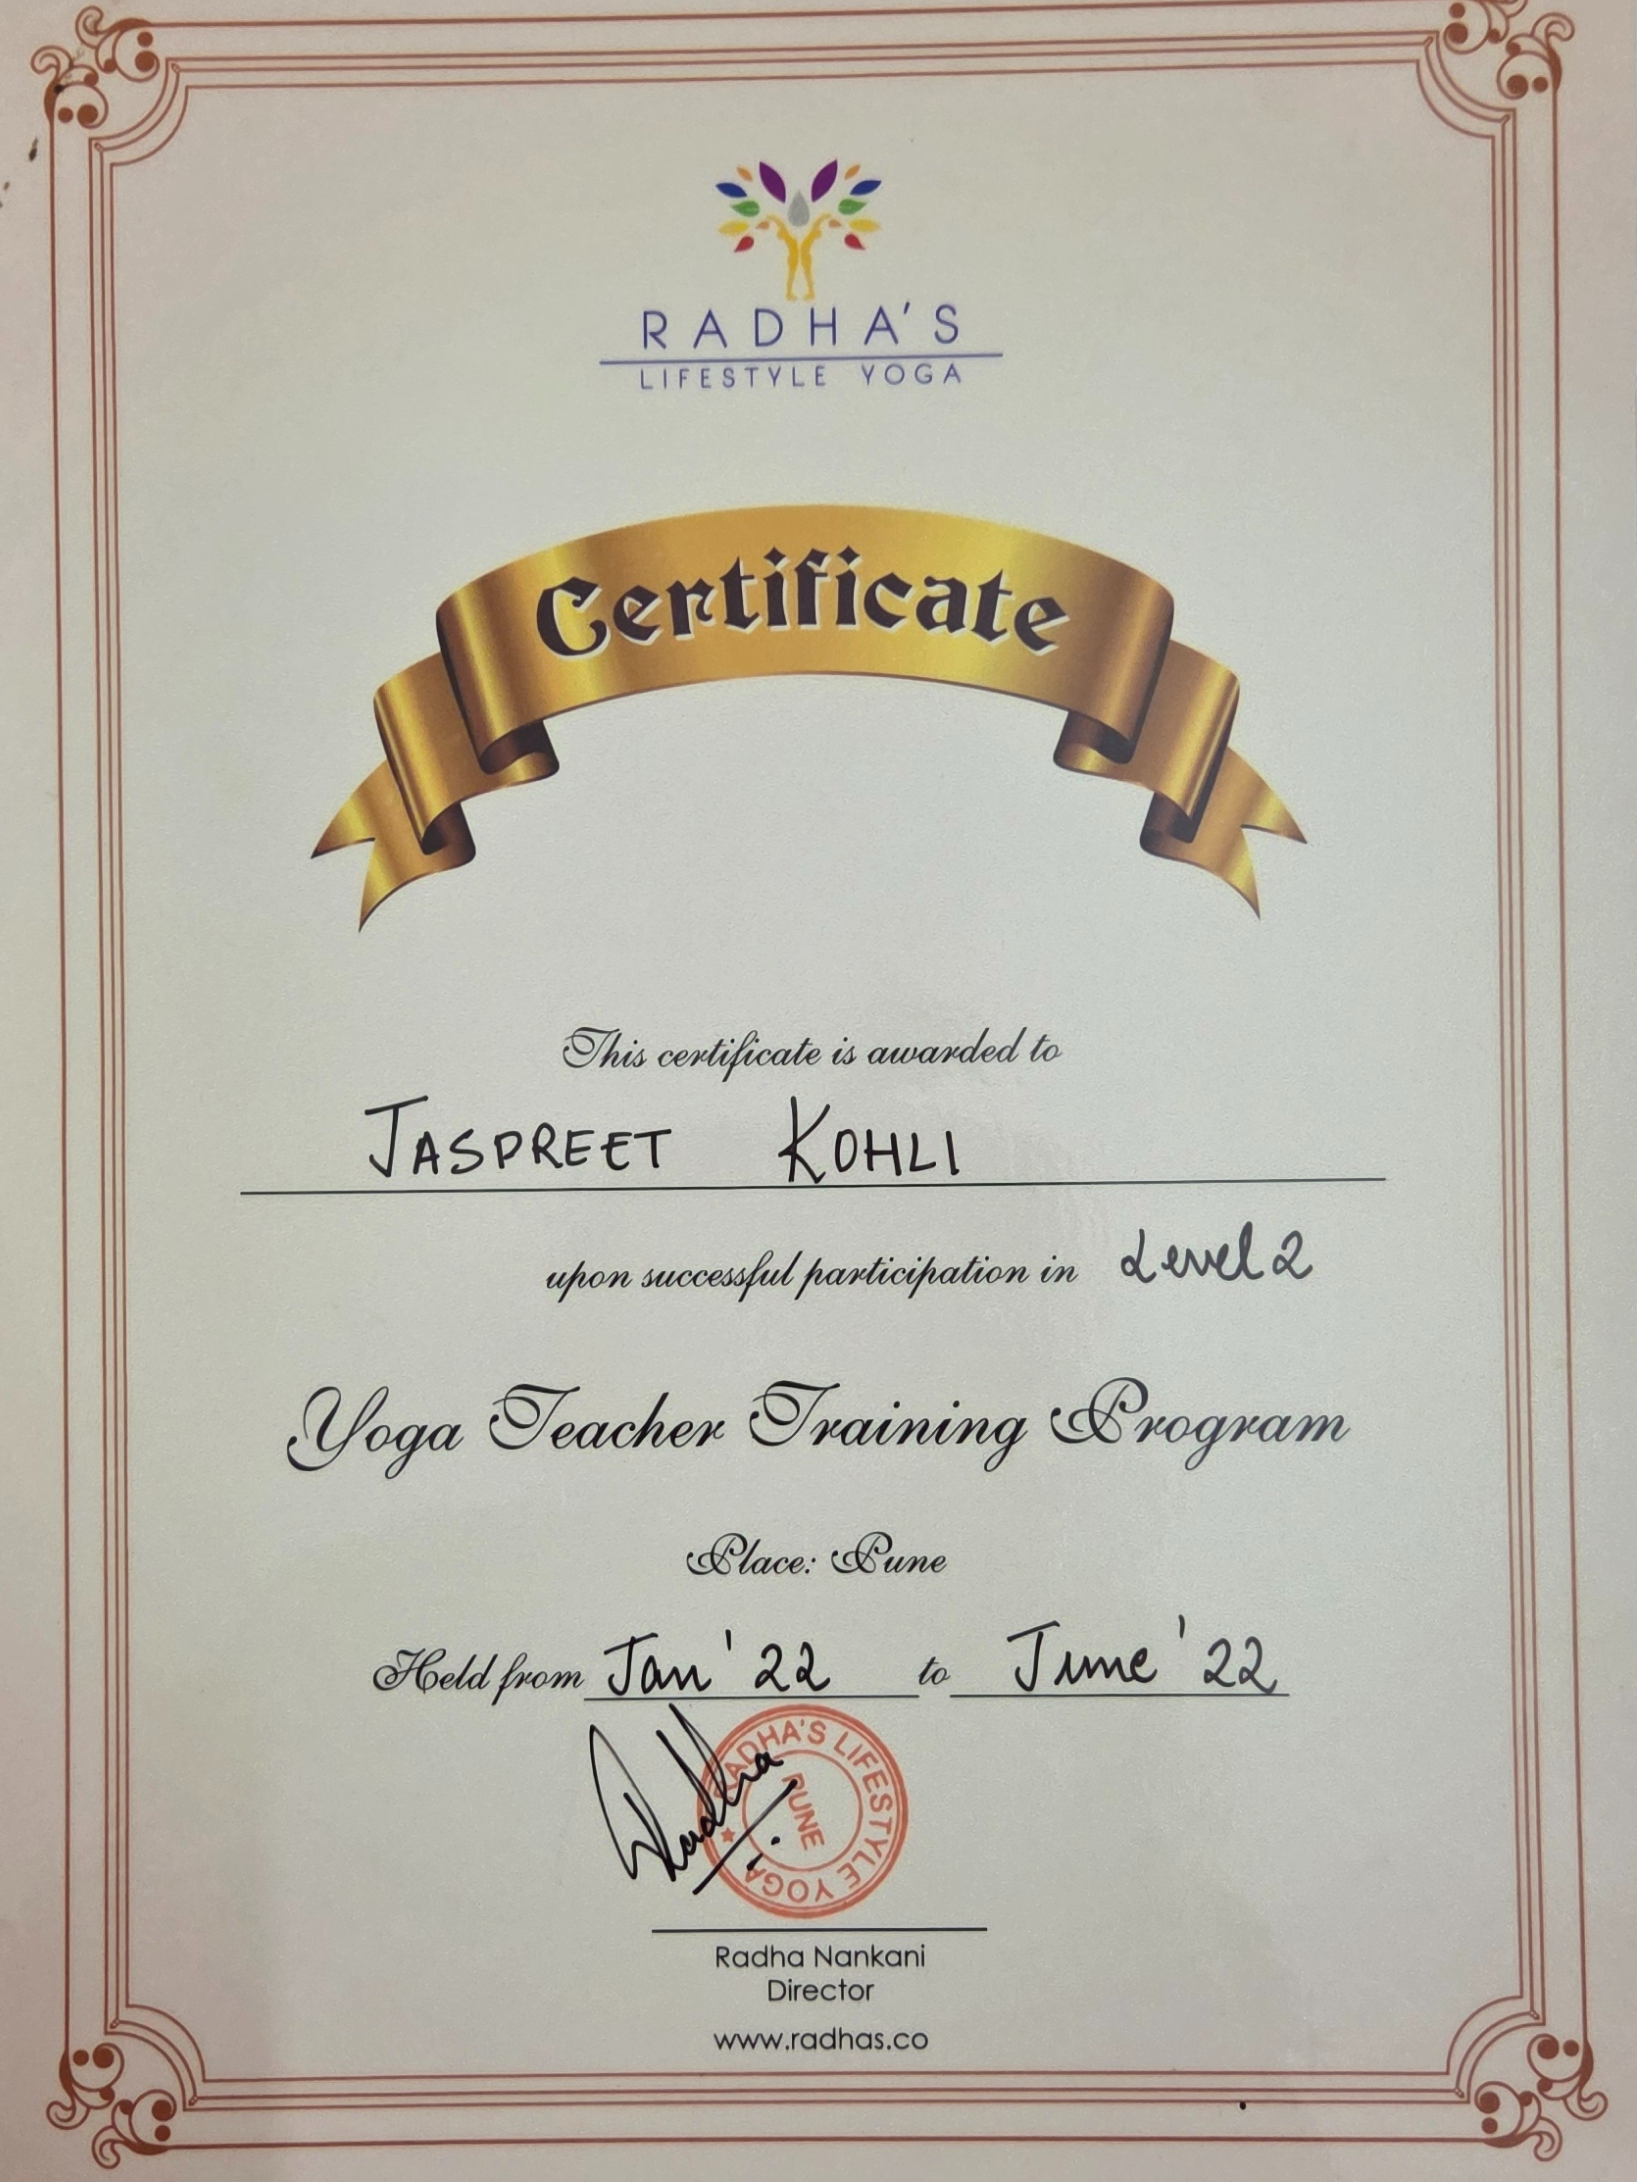 RADHA'S
LIFESTYLE YOGA
Certificate
This certificate is awarded to
JASPREET KOHLI
upon successful participation in Level 2
Yoga Teacher Training Program
Place: Pune
Held from Jan '22 to June '22
Radha
RADHA'S LIFESTYLE YOGA
PUNE
Radha Nankani
Director
www.radhas.co